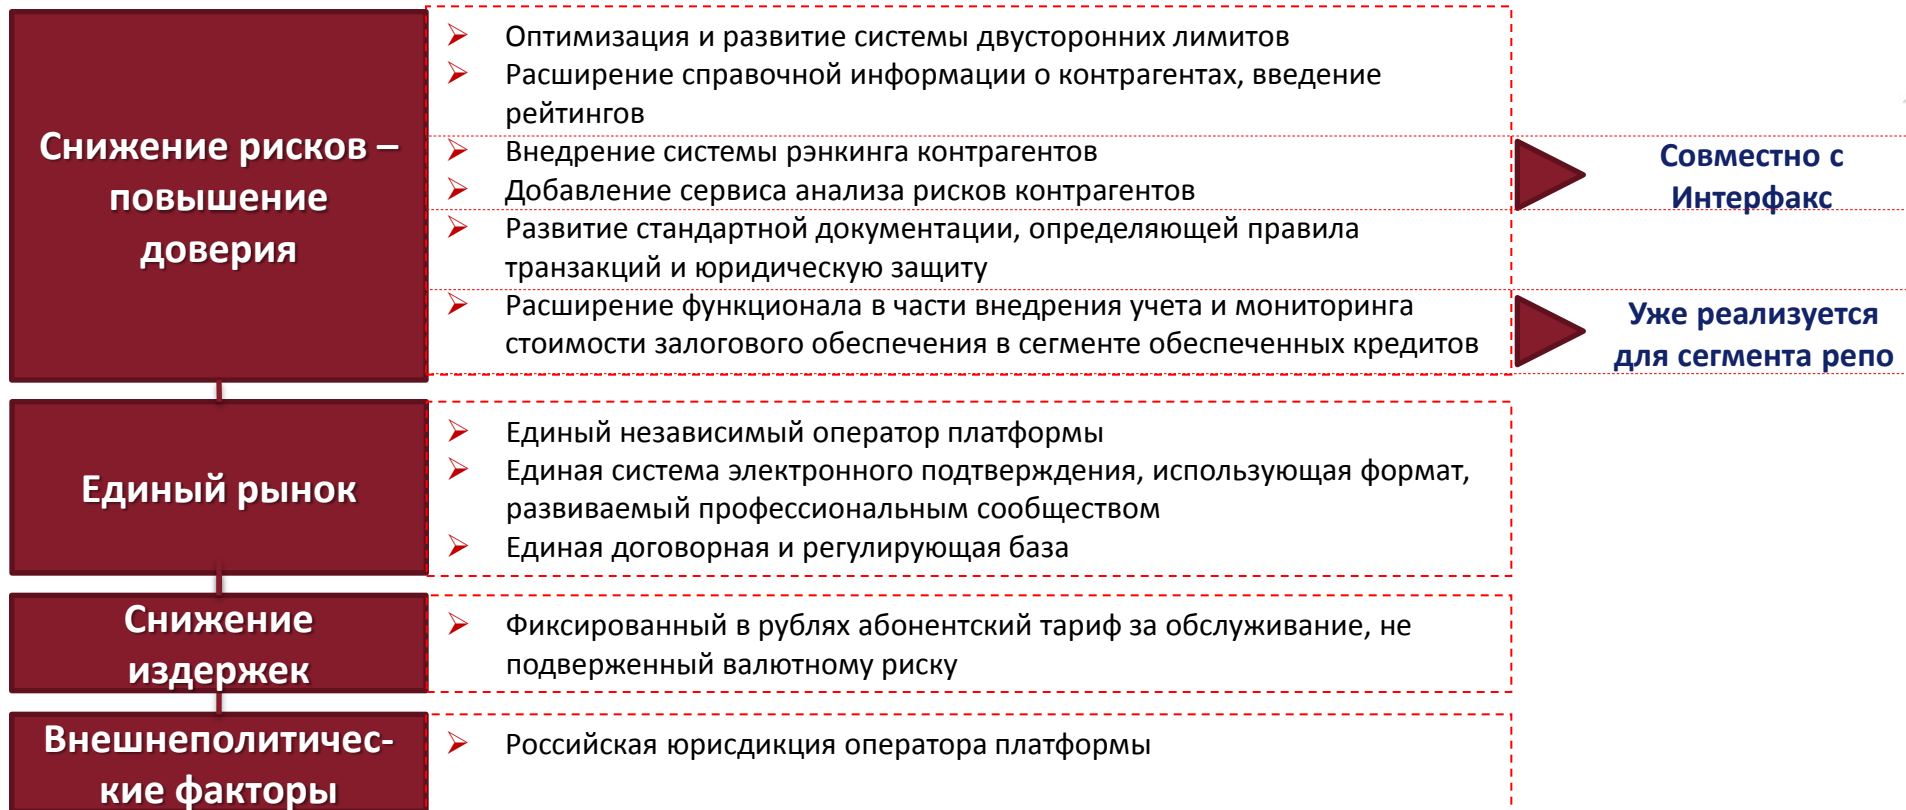 Снижение рисков –
повышение
доверия
Оптимизация и развитие системы двусторонних лимитов
Расширение справочной информации о контрагентах, введение
рейтингов
Внедрение системы рэнкинга контрагентов
Добавление сервиса анализа рисков контрагентов
Совместно с
Интерфакс
Развитие стандартной документации, определяющей правила
транзакций и юридическую защиту
Расширение функционала в части внедрения учета и мониторинга
стоимости залогового обеспечения в сегменте обеспеченных кредитов
Уже реализуется
для сегмента репо
Единый рынок
Единый независимый оператор платформы
Единая система электронного подтверждения, использующая формат,
развиваемый профессиональным сообществом
Единая договорная и регулирующая база
Снижение
издержек
Фиксированный в рублях абонентский тариф за обслуживание, не
подверженный валютному риску
Внешнеполитичес-
кие факторы
Российская юрисдикция оператора платформы